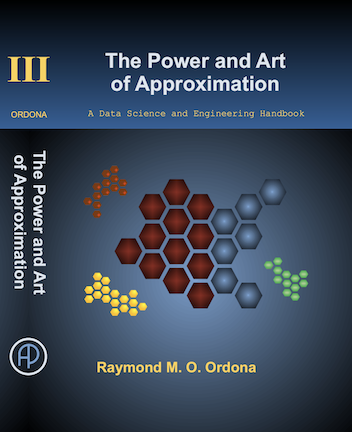 III
ORDONA
The Power and Art
of Approximation
AP
The Power and Art
of Approximation
A Data Science and Engineering Handbook
Raymond M. O. Ordona